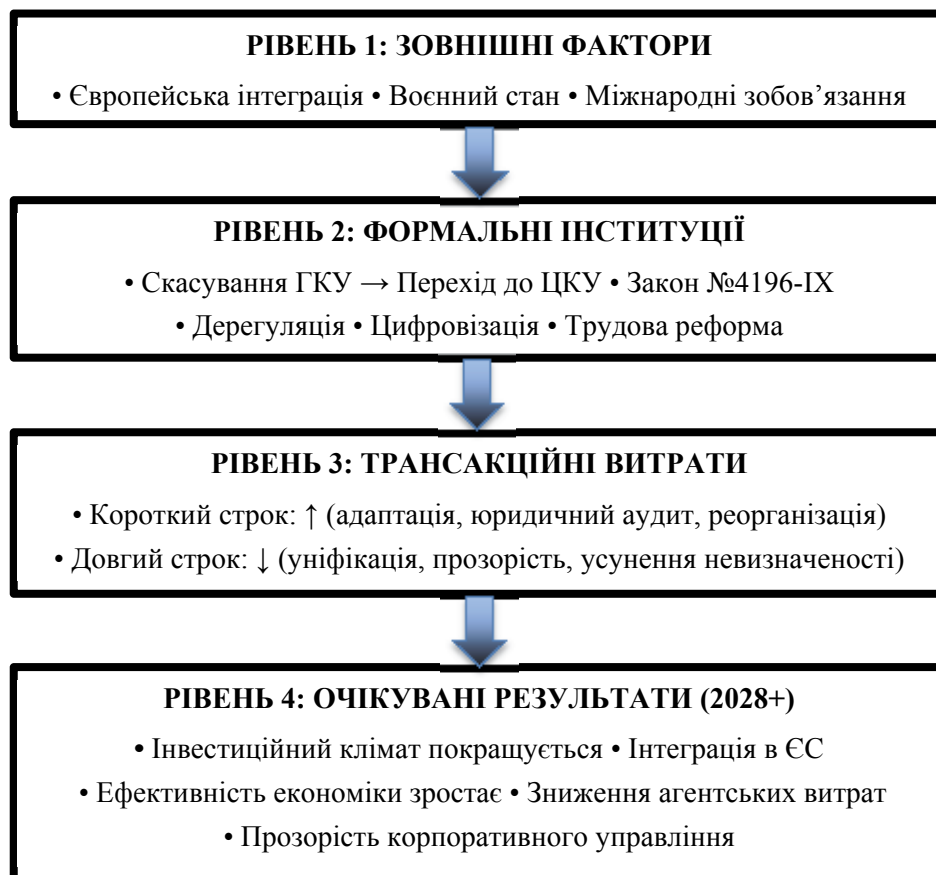 РІВЕНЬ 1: ЗОВНІШНІ ФАКТОРИ
• Європейська інтеграція • Воєнний стан • Міжнародні зобов’язання
РІВЕНЬ 2: ФОРМАЛЬНІ ІНСТИТУЦІЇ
• Скасування ГКУ → Перехід до ЦКУ • Закон №4196-IX
• Дерегуляція • Цифровізація • Трудова реформа
РІВЕНЬ 3: ТРАНСАКЦІЙНІ ВИТРАТИ
• Короткий строк: ↑ (адаптація, юридичний аудит, реорганізація)
• Довгий строк: ↓ (уніфікація, прозорість, усунення невизначеності)
РІВЕНЬ 4: ОЧІКУВАНІ РЕЗУЛЬТАТИ (2028+)
• Інвестиційний клімат покращується • Інтеграція в ЄС
• Ефективність економіки зростає • Зниження агентських витрат
• Прозорість корпоративного управління